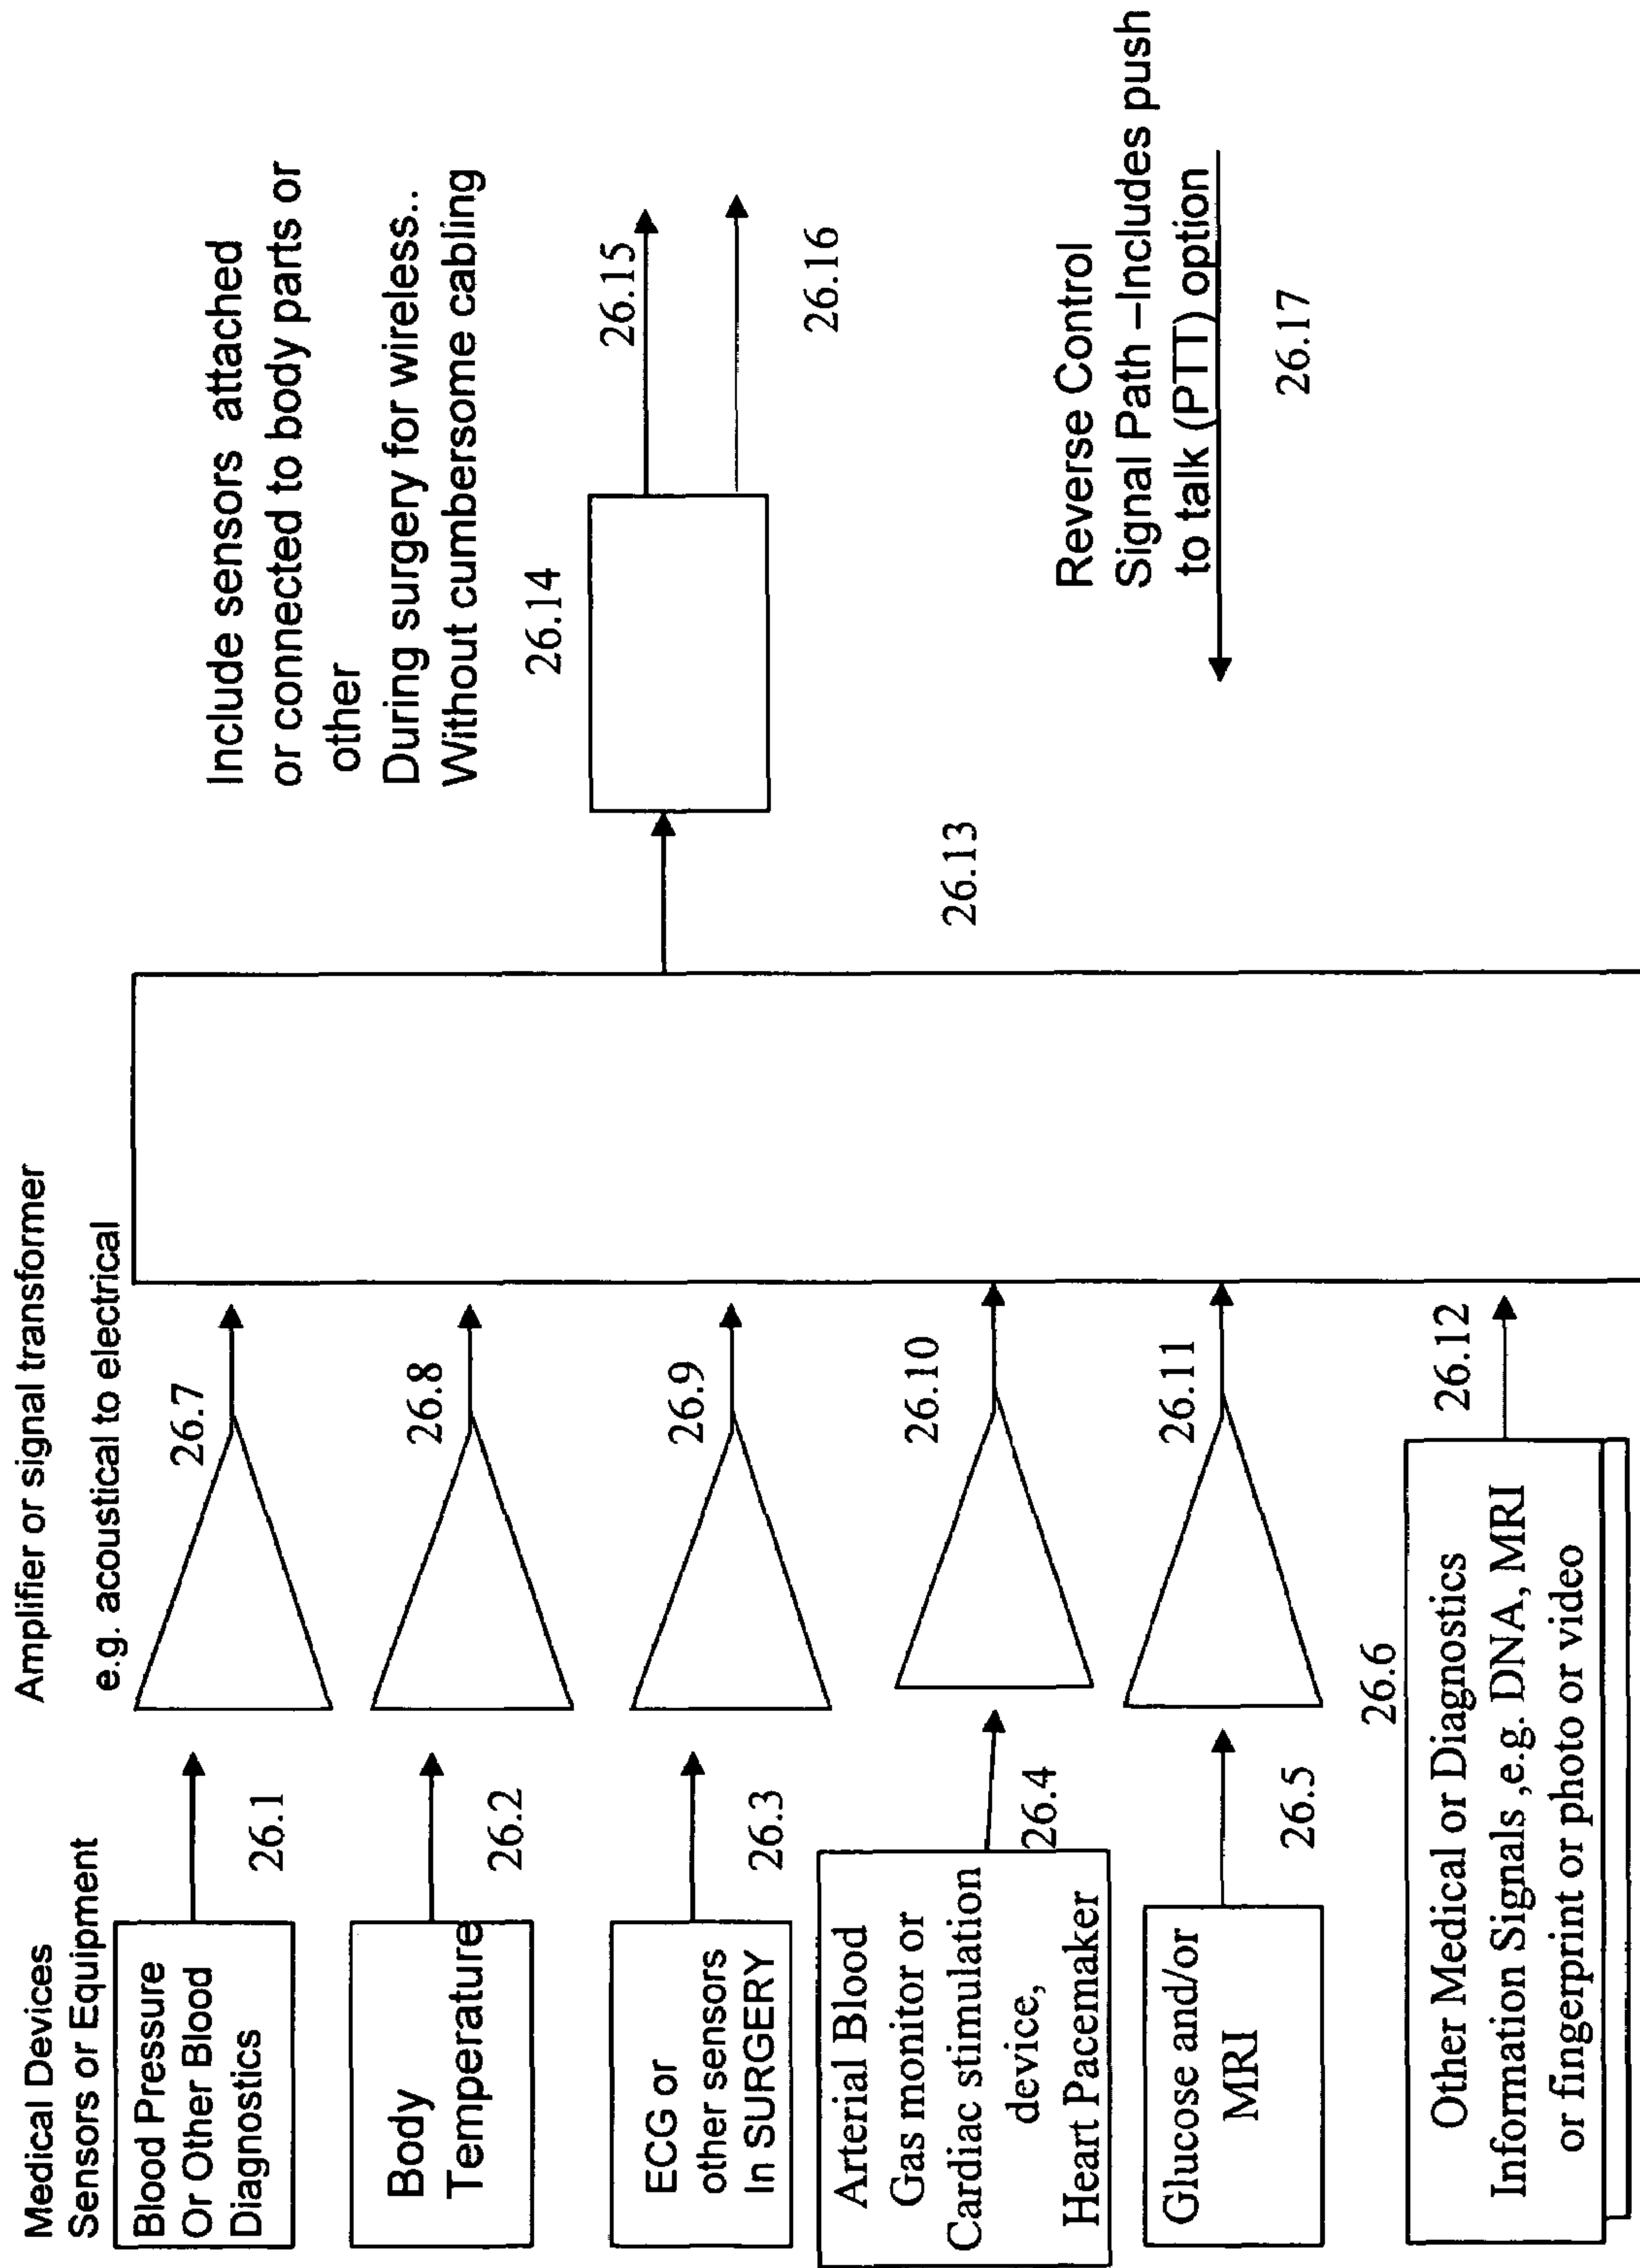 Medical Devices
Sensors or Equipment
Amplifier or signal transformer
e.g. acoustical to electrical
Blood Pressure
Or Other Blood
Diagnostics
26.1
26.7
Body
Temperature
26.2
26.8
ECG or
other sensors
In SURGERY
26.3
26.9
Arterial Blood
Gas monitor or
Cardiac stimulation
device,
Heart Pacemaker
26.4
26.10
Glucose and/or
MRI
26.5
26.11
26.6
Other Medical or Diagnostics
Information Signals ,e.g. DNA, MRI
or fingerprint or photo or video
26.12
26.13
Include sensors attached
or connected to body parts or
other
During surgery for wireless..
Without cumbersome cabling
26.14
26.15
26.16
Reverse Control
Signal Path –Includes push
to talk (PTT) option
26.17